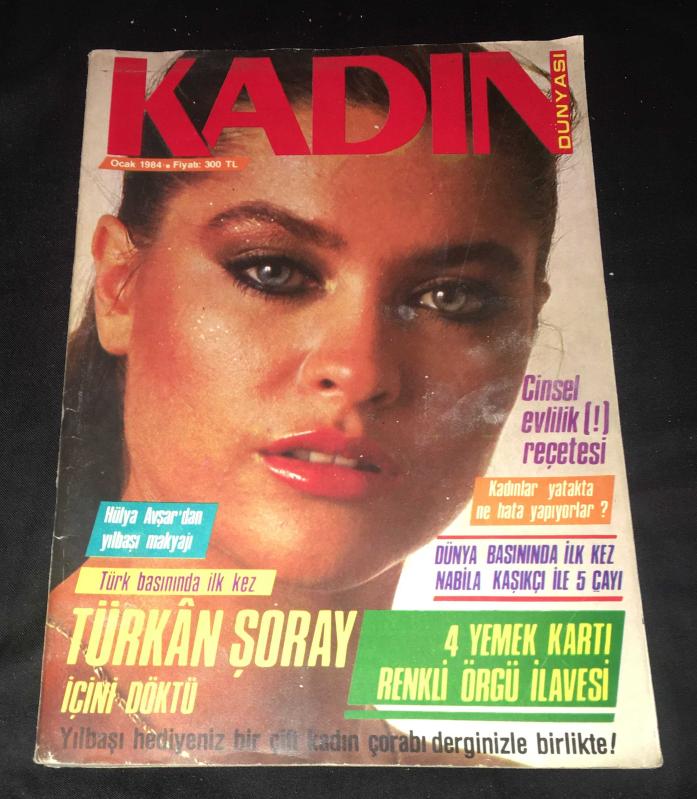 KADIN
DÜNYASI
Ocak 1984 • Fiyatı: 300 TL
Cinsel
evlilik (!)
reçetesi
Kadınlar yatakta
ne hata yapıyorlar ?
Hülya Avşar'dan
yılbaşı makyajı
DÜNYA BASININDA İLK KEZ
NABİLA KAŞIKÇI İLE 5 ÇAYI
Türk basınında ilk kez
TÜRKÂN ŞORAY
İÇİNİ DÖKTÜ
4 YEMEK KARTI
RENKLİ ÖRGÜ İLAVESİ
Yılbaşı hediyeniz bir çift kadın çorabı derginizle birlikte!